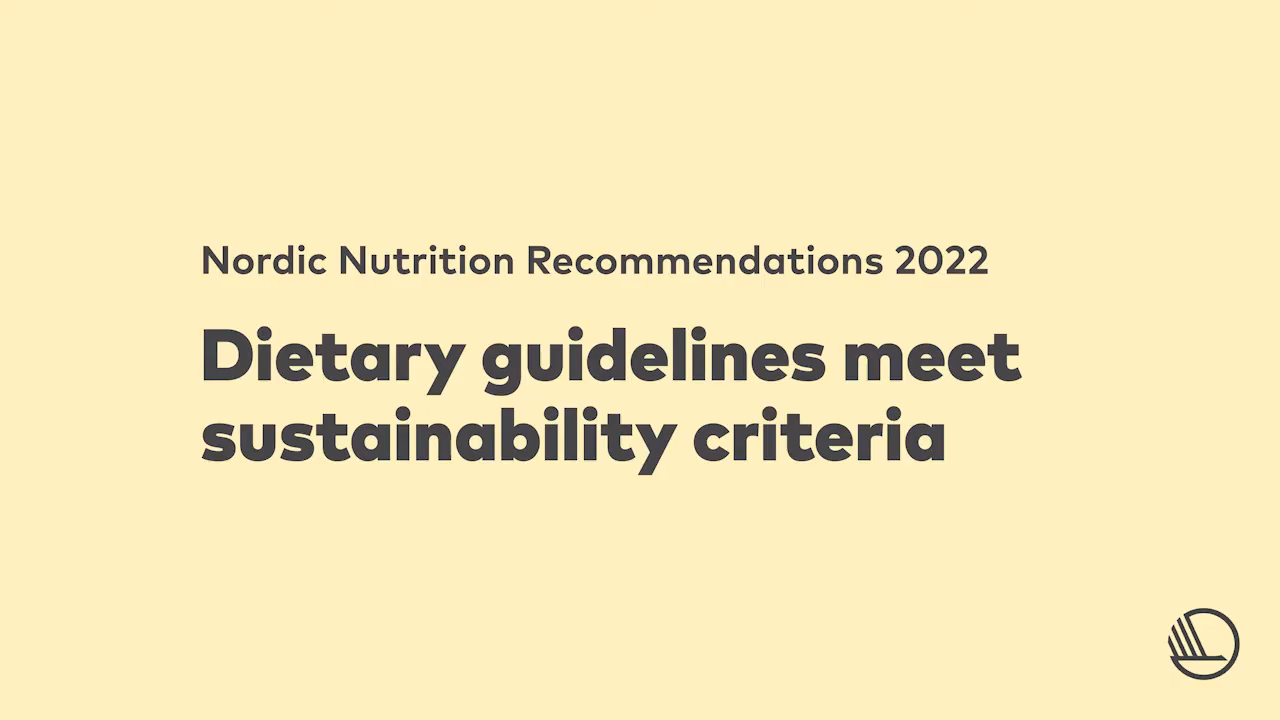 Nordic Nutrition Recommendations 2022
Dietary guidelines meet
sustainability criteria